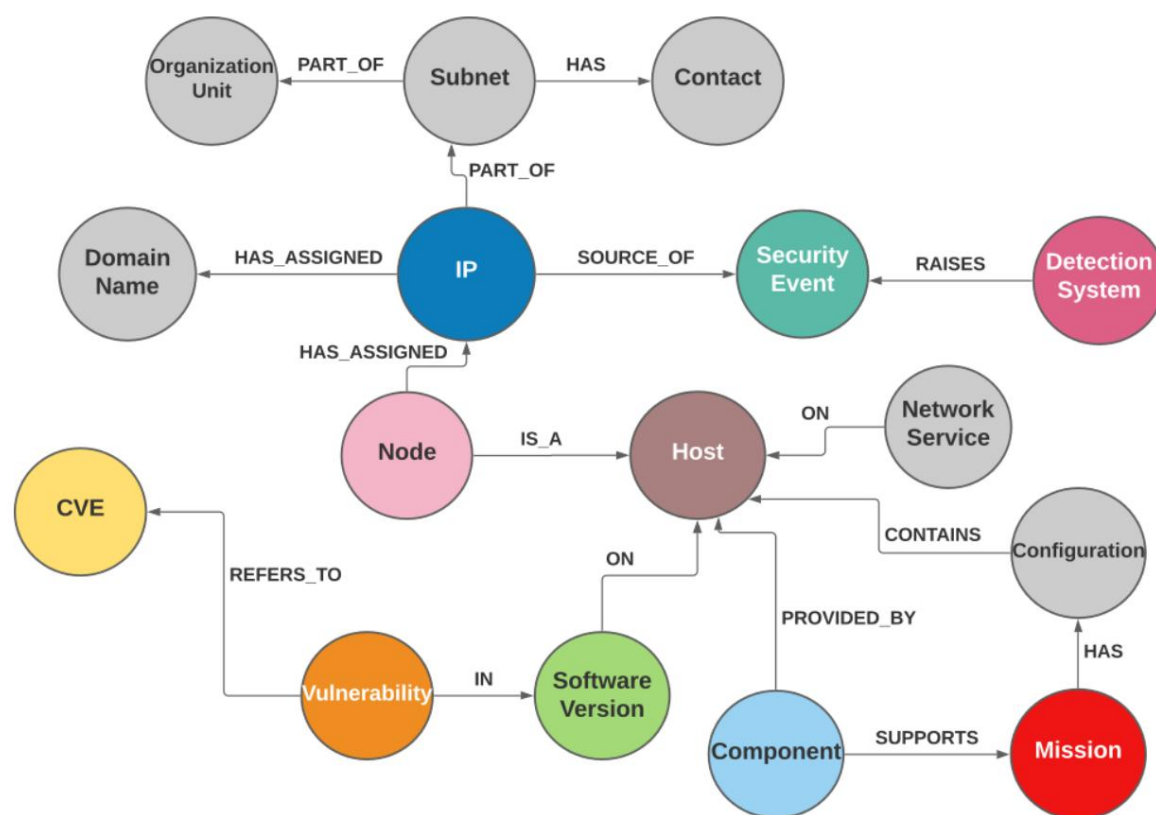 Organization
Unit
PART_OF
Subnet
HAS
Contact
PART_OF
Domain
Name
HAS_ASSIGNED
IP
SOURCE_OF
Security
Event
RAISES
Detection
System
HAS_ASSIGNED
Node
IS_A
Host
ON
Network
Service
CVE
REFERS_TO
ON
CONTAINS
Configuration
PROVIDED_BY
HAS
Vulnerability
IN
Software
Version
Component
SUPPORTS
Mission